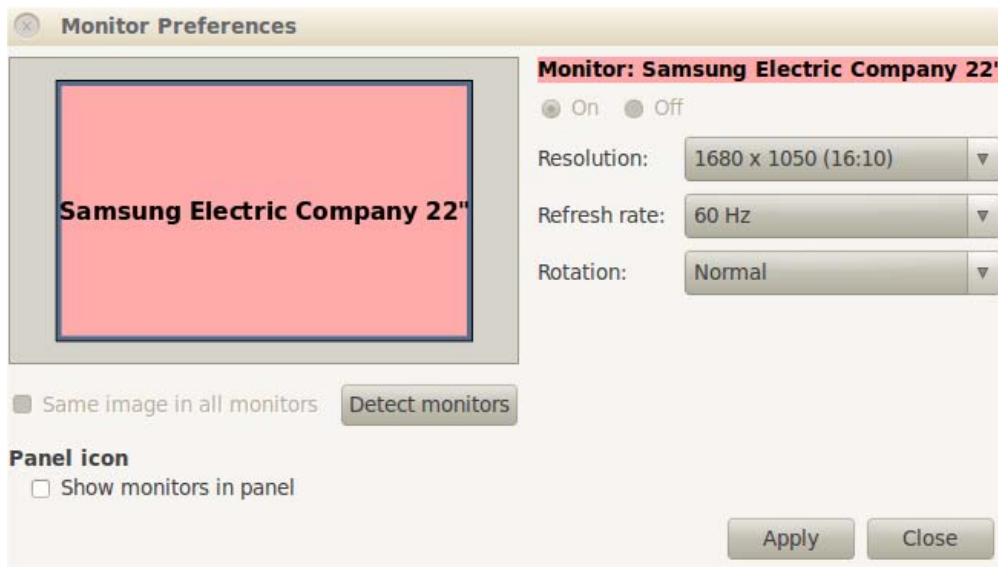 Monitor Preferences
Monitor: Samsung Electric Company 22"
On Off
Resolution: 1680 x 1050 (16:10)
Refresh rate: 60 Hz
Rotation: Normal
Samsung Electric Company 22"
Same image in all monitors Detect monitors
Panel icon
Show monitors in panel
Apply Close